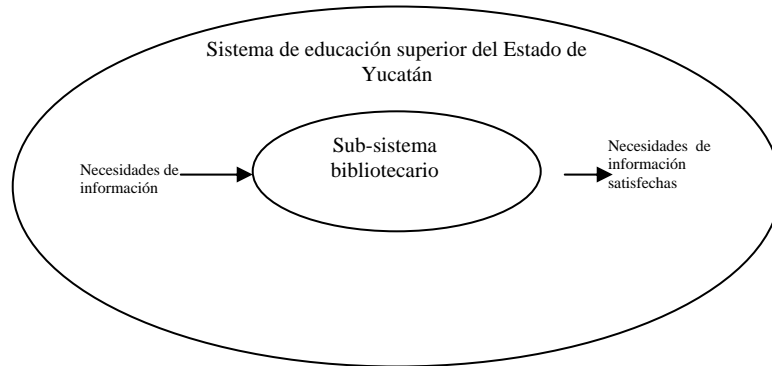 Sistema de educación superior del Estado de
Yucatán
Sub-sistema
bibliotecario
Necesidades de
información
Necesidades de
información
satisfechas